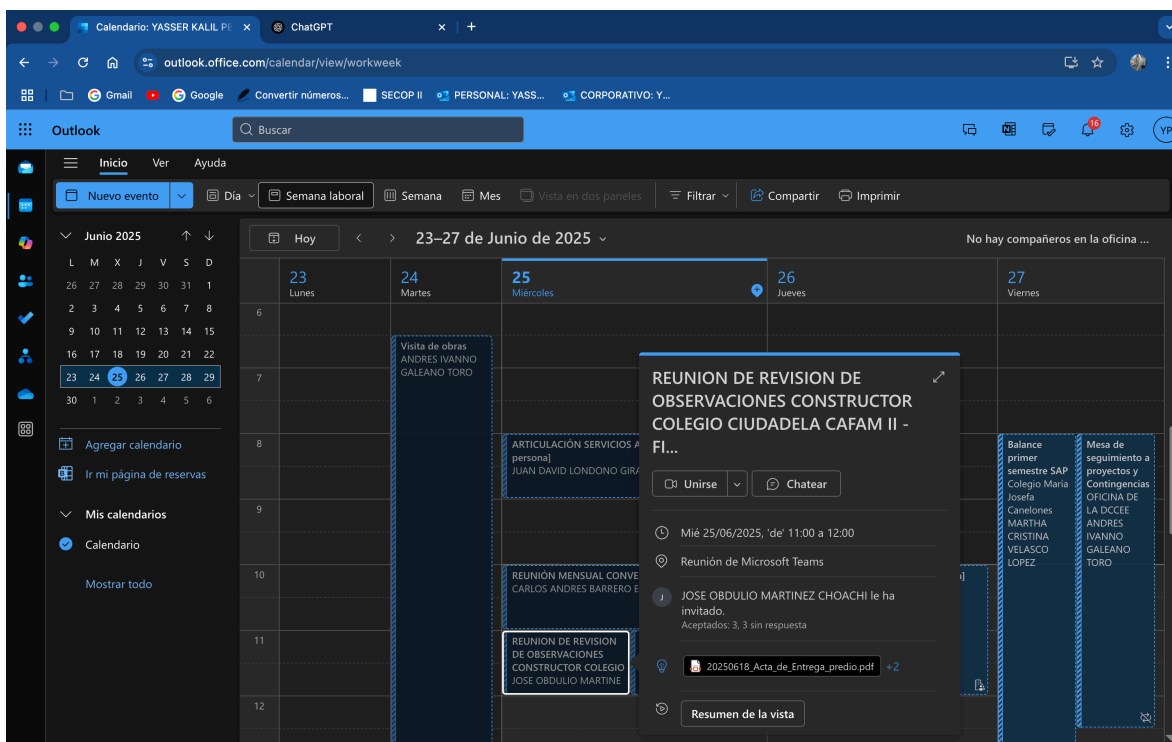 Calendario: YASSER KALIL PE
ChatGPT
outlook.office.com/calendar/view/workweek
Gmail
Google
Convertir números...
SECOP II
PERSONAL: YASS...
CORPORATIVO: Y...
Outlook
Buscar
16
YP
Inicio Ver Ayuda
Nuevo evento
Día
Semana laboral
Semana
Mes
Vista en dos paneles
Filtrar
Compartir
Imprimir
Junio 2025
L M X J V S D
26 27 28 29 30 31 1
2 3 4 5 6 7 8
9 10 11 12 13 14 15
16 17 18 19 20 21 22
23 24 25 26 27 28 29
30 1 2 3 4 5 6
Agregar calendario
Ir mi página de reservas
Mis calendarios
Calendario
Mostrar todo
Hoy
23–27 de Junio de 2025
No hay compañeros en la oficina ...
23
Lunes
24
Martes
25
Miércoles
26
Jueves
27
Viernes
6
7
8
9
10
11
12
Visita de obras
ANDRES IVANNO
GALEANO TORO
ARTICULACIÓN SERVICIOS A
persona]
JUAN DAVID LONDONO GIRA
REUNIÓN MENSUAL CONVE
CARLOS ANDRES BARRERO E
REUNION DE REVISION
DE OBSERVACIONES
CONSTRUCTOR COLEGIO
JOSE OBDULIO MARTINE
REUNION DE REVISION DE
OBSERVACIONES CONSTRUCTOR
COLEGIO CIUDADELA CAFAM II -
FI...
Unirse
Chatear
Mié 25/06/2025, 'de' 11:00 a 12:00
Reunión de Microsoft Teams
J
JOSE OBDULIO MARTINEZ CHOACHI le ha
invitado.
Aceptados: 3, 3 sin respuesta
20250618_Acta_de_Entrega_predio.pdf +2
Resumen de la vista
Balance
primer
semestre SAP
Colegio Maria
Josefa
Canelones
MARTHA
CRISTINA
VELASCO
LOPEZ
Mesa de
seguimiento a
proyectos y
Contingencias
OFICINA DE
LA DCCEE
ANDRES
IVANNO
GALEANO
TORO